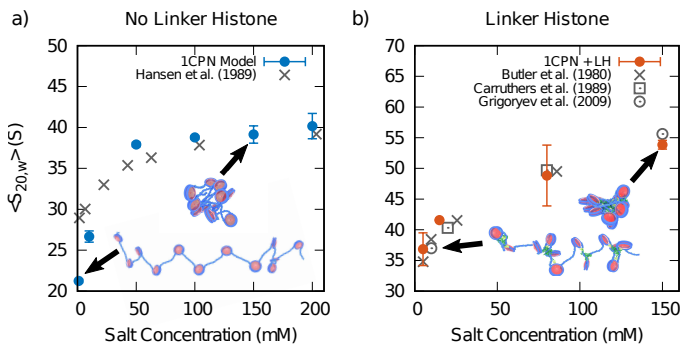 a) No Linker Histone
1CPN Model
Hansen et al. (1989)
<S20,w>(S)
50
45
40
35
30
25
20
0 50 100 150 200
Salt Concentration (mM)
b) Linker Histone
1CPN +LH
Butler et al. (1980)
Carruthers et al. (1989)
Grigoryev et al. (2009)
70
65
60
55
50
45
40
35
30
0 50 100 150
Salt Concentration (mM)